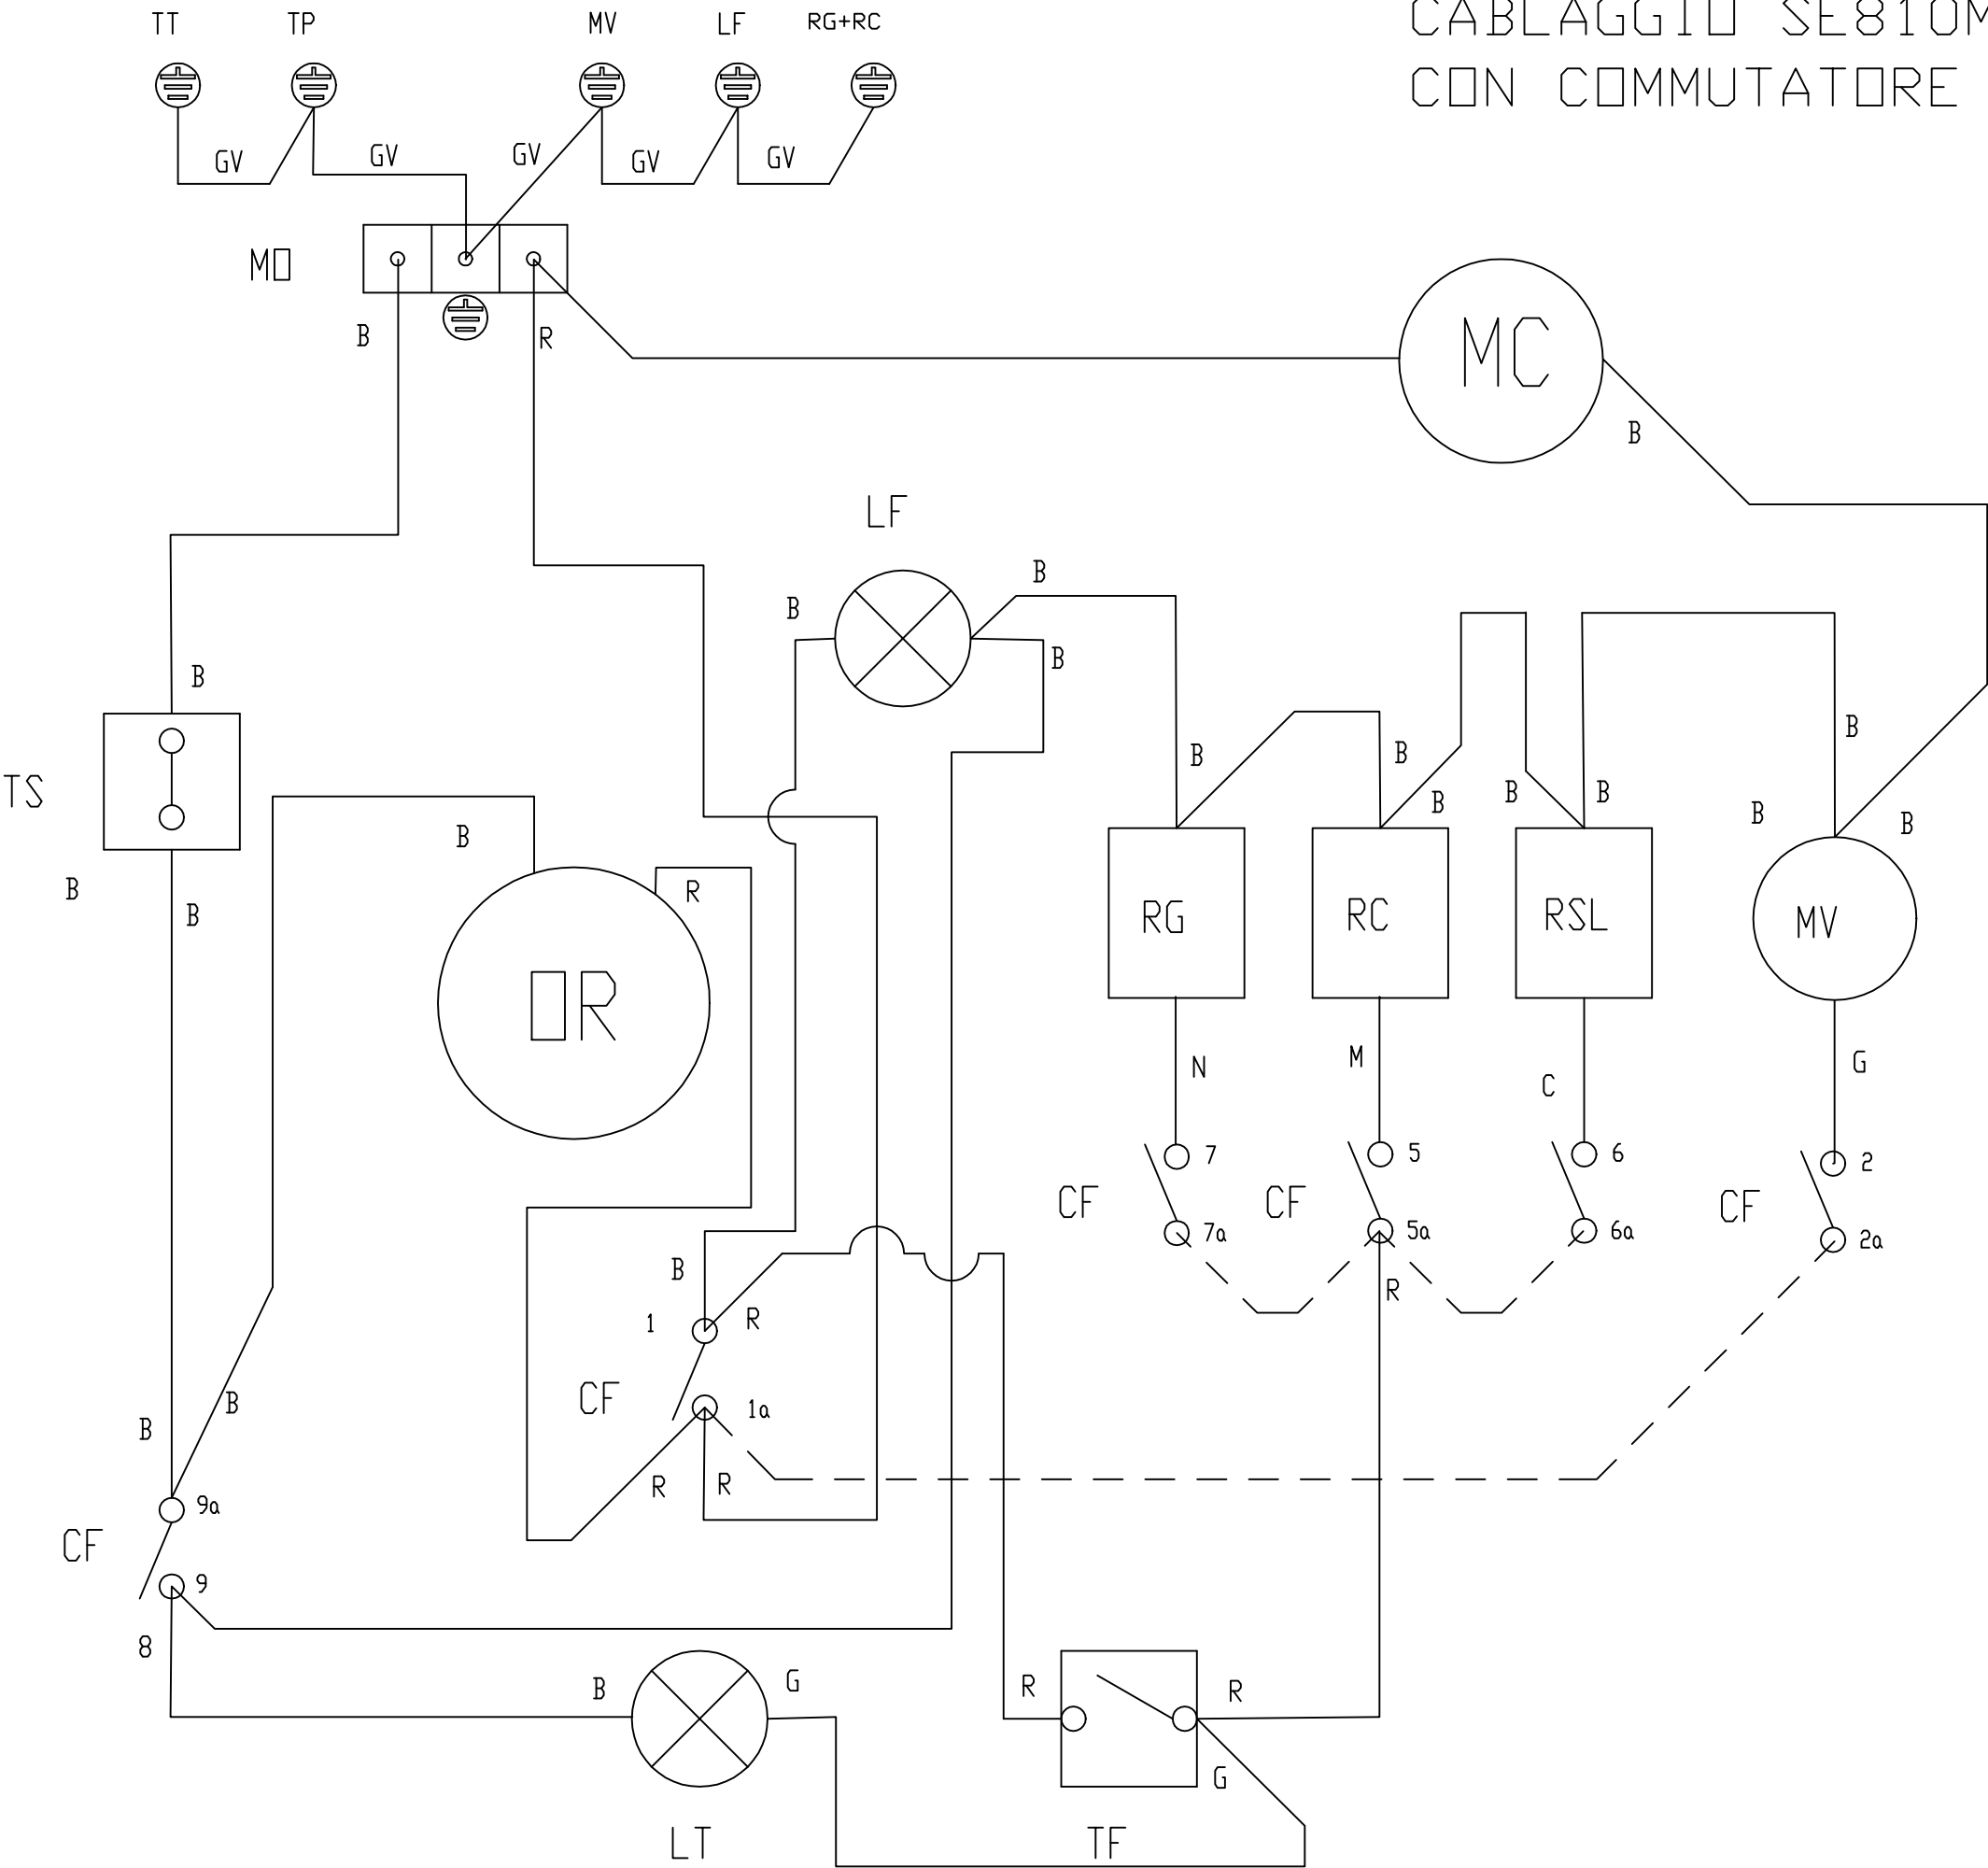 TT TP MV LF RG+RC
CABLAGGIO SE810M
CON COMMUTATORE
GV GV GV GV GV
MO
B R
MC
B
LF
B B B
B
TS
B B B B B B B
B B B
B R
B
OR
RG RC RSL MV
N M C G
7 5 6 2
CF CF CF CF
7a 5a 6a 2a
B R
1 R
CF
1a
B B
R R
9a
CF
9
8
B G R R
G
LT TF